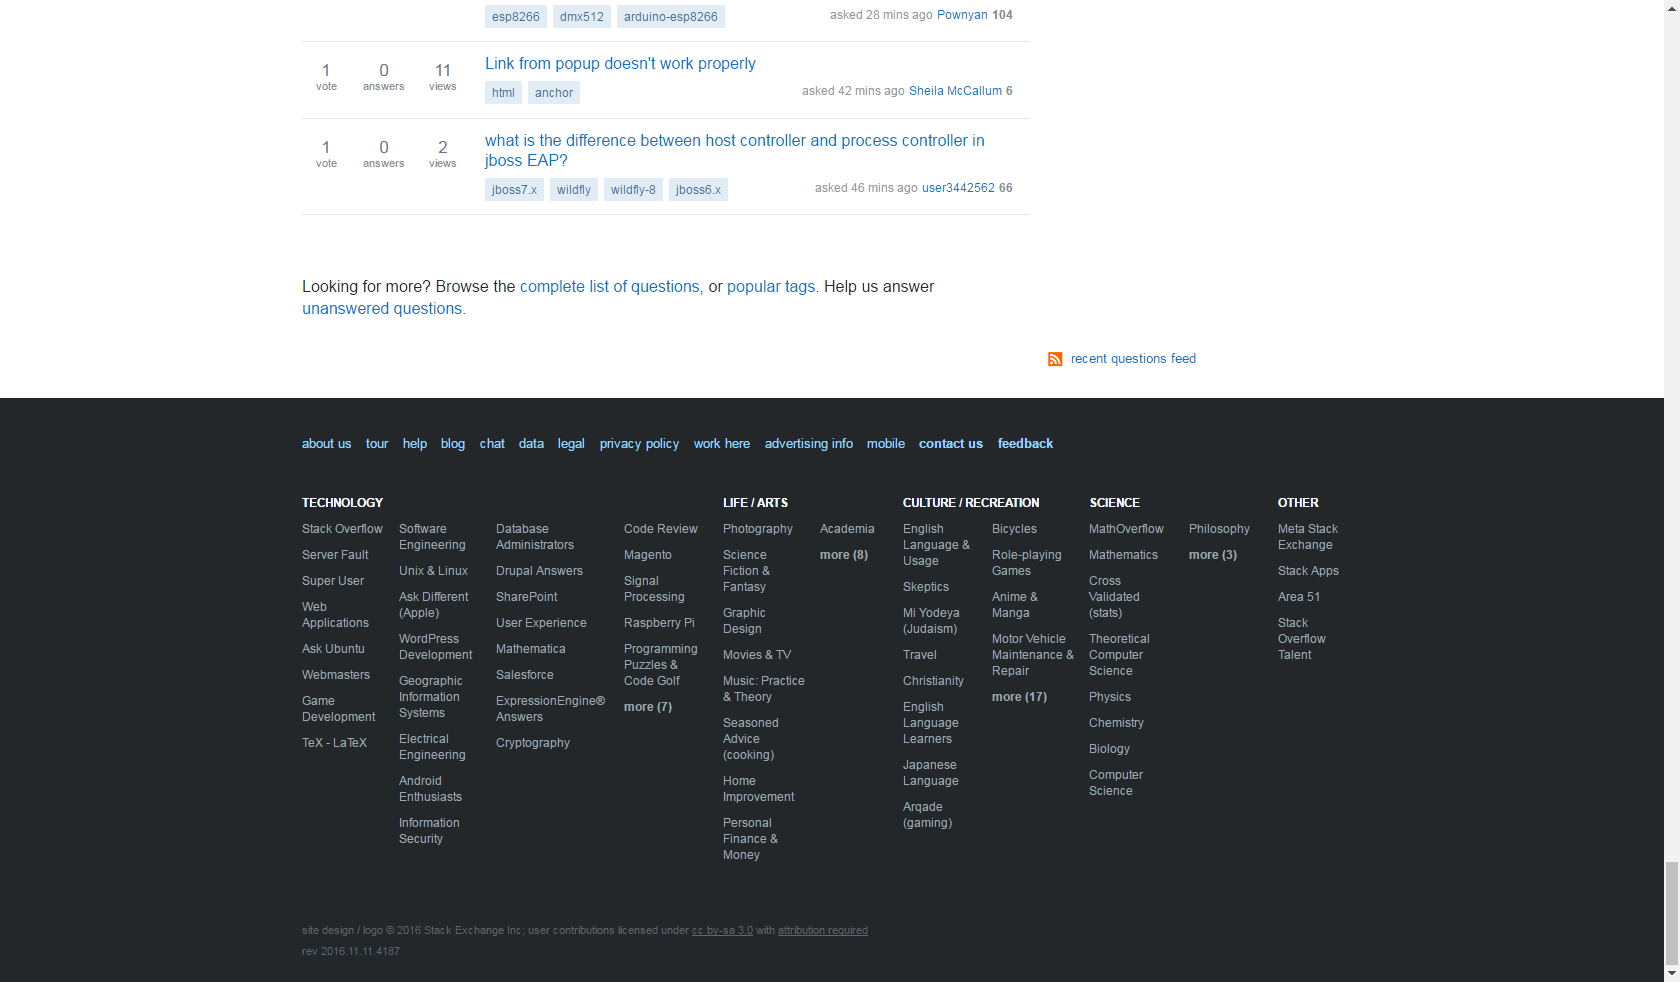 esp8266 dmx512 arduino-esp8266 asked 28 mins ago Pownyan 104
1 vote 0 answers 11 views
Link from popup doesn't work properly
html anchor asked 42 mins ago Sheila McCallum 6
1 vote 0 answers 2 views
what is the difference between host controller and process controller in
jboss EAP?
jboss7.x wildfly wildfly-8 jboss6.x asked 46 mins ago user3442562 66
Looking for more? Browse the complete list of questions, or popular tags. Help us answer
unanswered questions.
recent questions feed
about us tour help blog chat data legal privacy policy work here advertising info mobile contact us feedback
TECHNOLOGY
Stack Overflow
Server Fault
Super User
Web
Applications
Ask Ubuntu
Webmasters
Game
Development
TeX - LaTeX
Software
Engineering
Unix & Linux
Ask Different
(Apple)
WordPress
Development
Geographic
Information
Systems
Electrical
Engineering
Android
Enthusiasts
Information
Security
Database
Administrators
Drupal Answers
SharePoint
User Experience
Mathematica
Salesforce
ExpressionEngine®
Answers
Cryptography
Code Review
Magento
Signal
Processing
Raspberry Pi
Programming
Puzzles &
Code Golf
more (7)
LIFE / ARTS
Photography
Science
Fiction &
Fantasy
Graphic
Design
Movies & TV
Music: Practice
& Theory
Seasoned
Advice
(cooking)
Home
Improvement
Personal
Finance &
Money
Academia
more (8)
CULTURE / RECREATION
English
Language &
Usage
Skeptics
Mi Yodeya
(Judaism)
Travel
Christianity
English
Language
Learners
Japanese
Language
Arqade
(gaming)
Bicycles
Role-playing
Games
Anime &
Manga
Motor Vehicle
Maintenance &
Repair
more (17)
SCIENCE
MathOverflow
Mathematics
Cross
Validated
(stats)
Theoretical
Computer
Science
Physics
Chemistry
Biology
Computer
Science
Philosophy
more (3)
OTHER
Meta Stack
Exchange
Stack Apps
Area 51
Stack
Overflow
Talent
site design / logo © 2016 Stack Exchange Inc; user contributions licensed under cc by-sa 3.0 with attribution required
rev 2016.11.11.4187